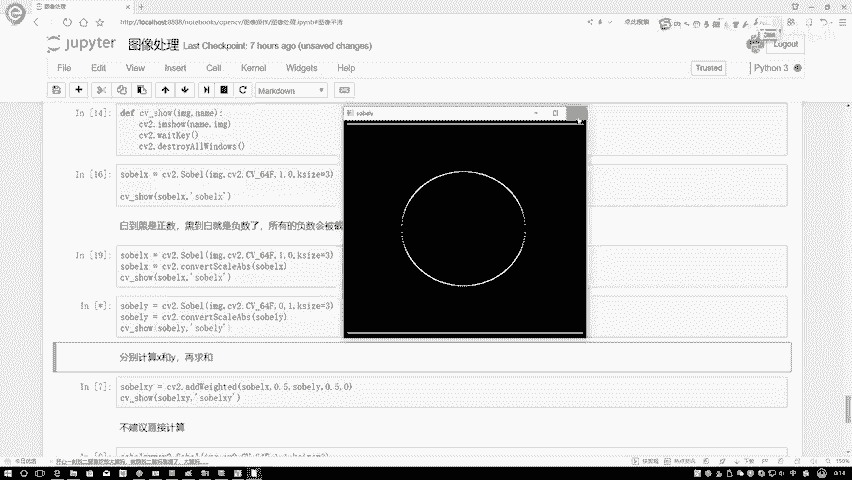 图像处理
http://localhost:8888/notebooks/opencv/图像操作/图像处理.ipynb#图像平滑
jupyter 图像处理 Last Checkpoint: 7 hours ago (unsaved changes)
Logout
File Edit View Insert Cell Kernel Widgets Help
Trusted
Python 3
Markdown
In [14]: def cv_show(img,name):
cv2.imshow(name,img)
cv2.waitKey()
cv2.destroyAllWindows()
sobely
In [16]: sobelx = cv2.Sobel(img,cv2.CV_64F,1,0,ksize=3)
cv_show(sobelx,'sobelx')
白到黑是正数，黑到白就是负数了，所有的负数会被截
In [19]: sobelx = cv2.Sobel(img,cv2.CV_64F,1,0,ksize=3)
sobelx = cv2.convertScaleAbs(sobelx)
cv_show(sobelx,'sobelx')
In [*]: sobely = cv2.Sobel(img,cv2.CV_64F,0,1,ksize=3)
sobely = cv2.convertScaleAbs(sobely)
cv_show(sobely,'sobely')
分别计算x和y，再求和
In [7]: sobelxy = cv2.addWeighted(sobelx,0.5,sobely,0.5,0)
cv_show(sobelxy,'sobelxy')
不建议直接计算
150%